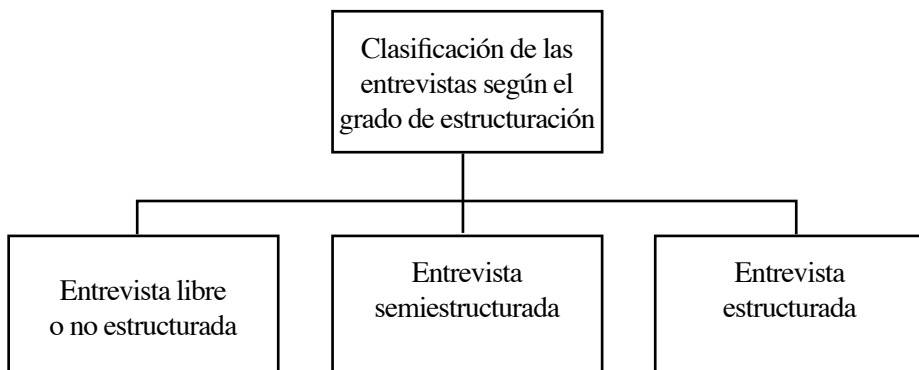 Clasificación de las
entrevistas según el
grado de estructuración
Entrevista libre
o no estructurada
Entrevista
semiestructurada
Entrevista
estructurada